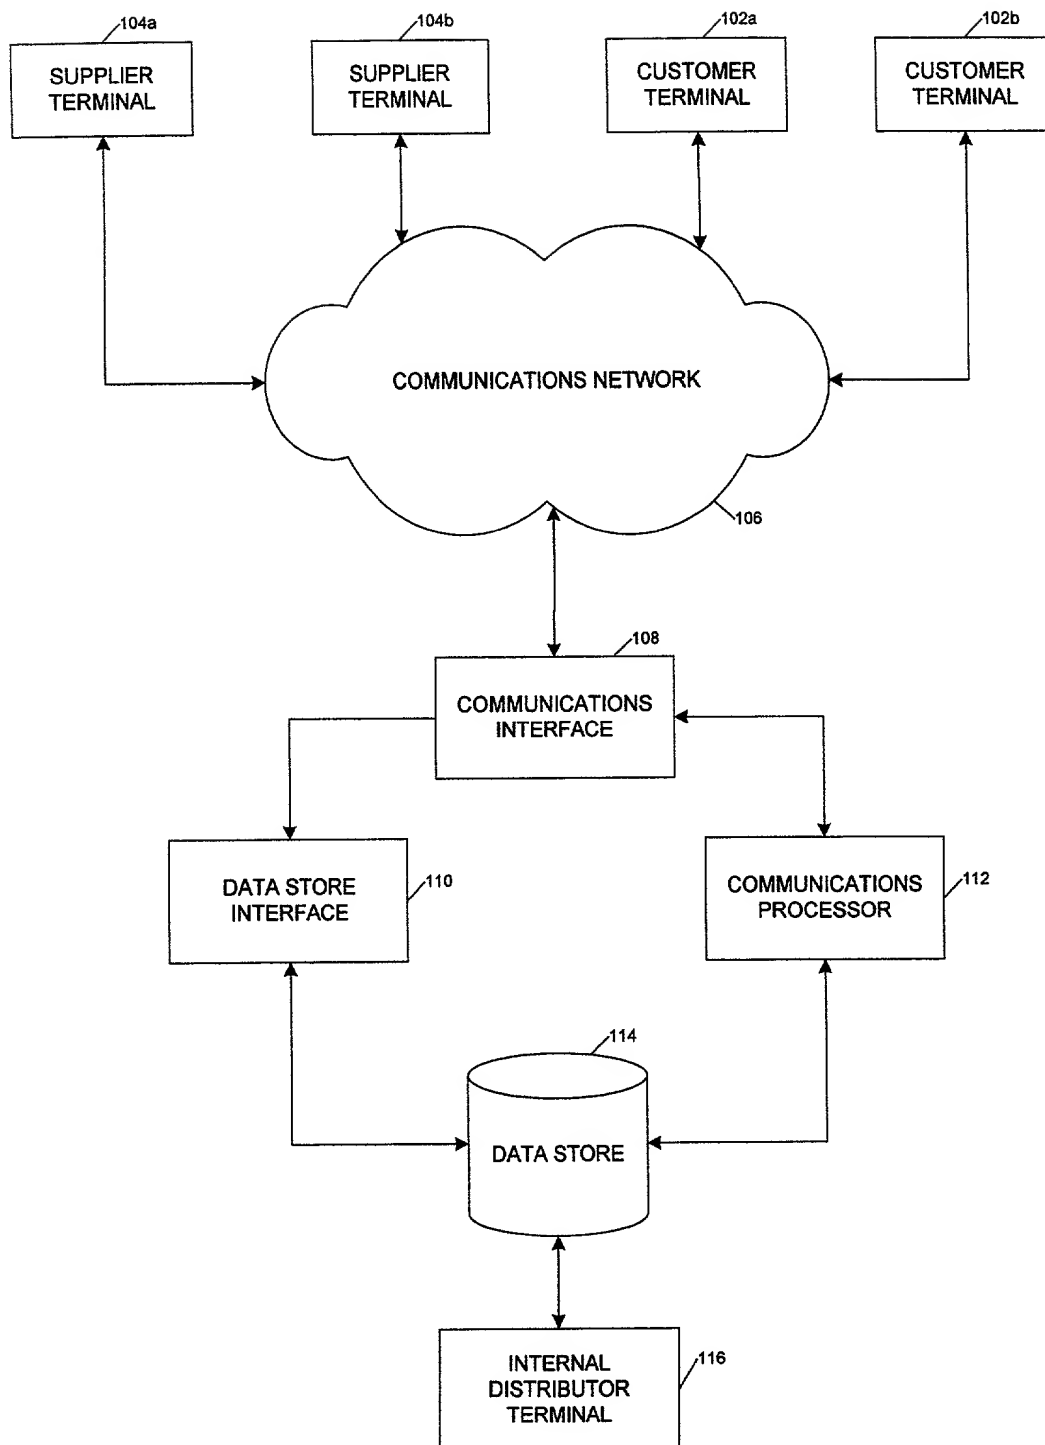 104a
104b
102a
102b
SUPPLIER
TERMINAL
SUPPLIER
TERMINAL
CUSTOMER
TERMINAL
CUSTOMER
TERMINAL
COMMUNICATIONS NETWORK
106
108
COMMUNICATIONS
INTERFACE
DATA STORE
INTERFACE
110
COMMUNICATIONS
PROCESSOR
112
114
DATA STORE
INTERNAL
DISTRIBUTOR
TERMINAL
116